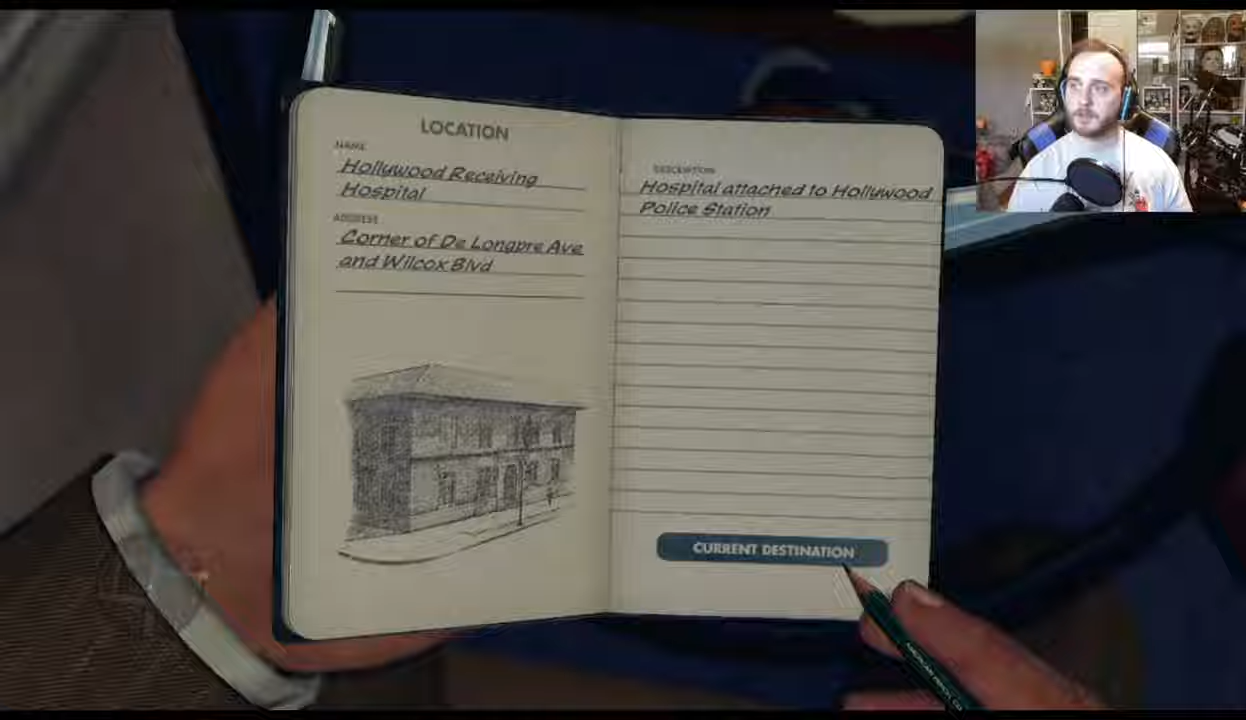 LOCATION
NAME
Hollywood Receiving
Hospital
ADDRESS
Corner of De Longpre Ave
and Wilcox Blvd
DESCRIPTION
Hospital attached to Hollywood
Police Station
CURRENT DESTINATION